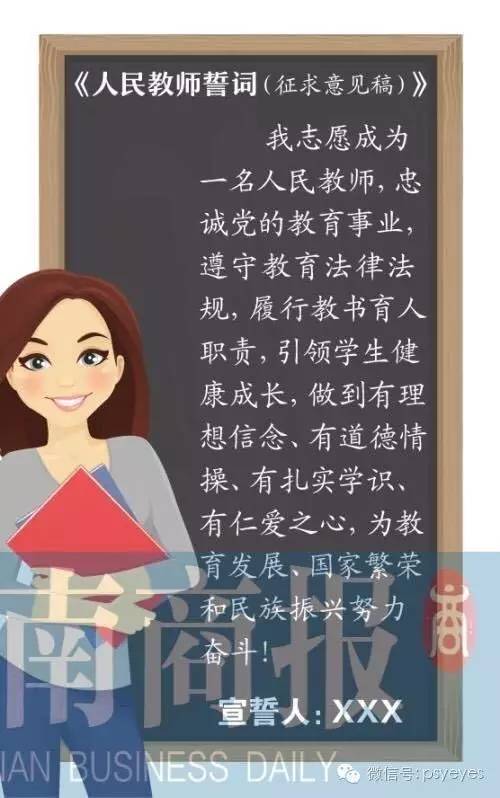 《人民教师誓词(征求意见稿)》
我志愿成为
一名人民教师,忠
诚党的教育事业,
遵守教育法律法
规,履行教书育人
职责,引领学生健
康成长,做到有理
想信念、有道德情
操、有扎实学识、
有仁爱之心,为教
育发展、国家繁荣
和民族振兴努力
奋斗!
宣誓人:XXX
南商报
商
NAN BUSINESS DAILY
微信号:psyeyes